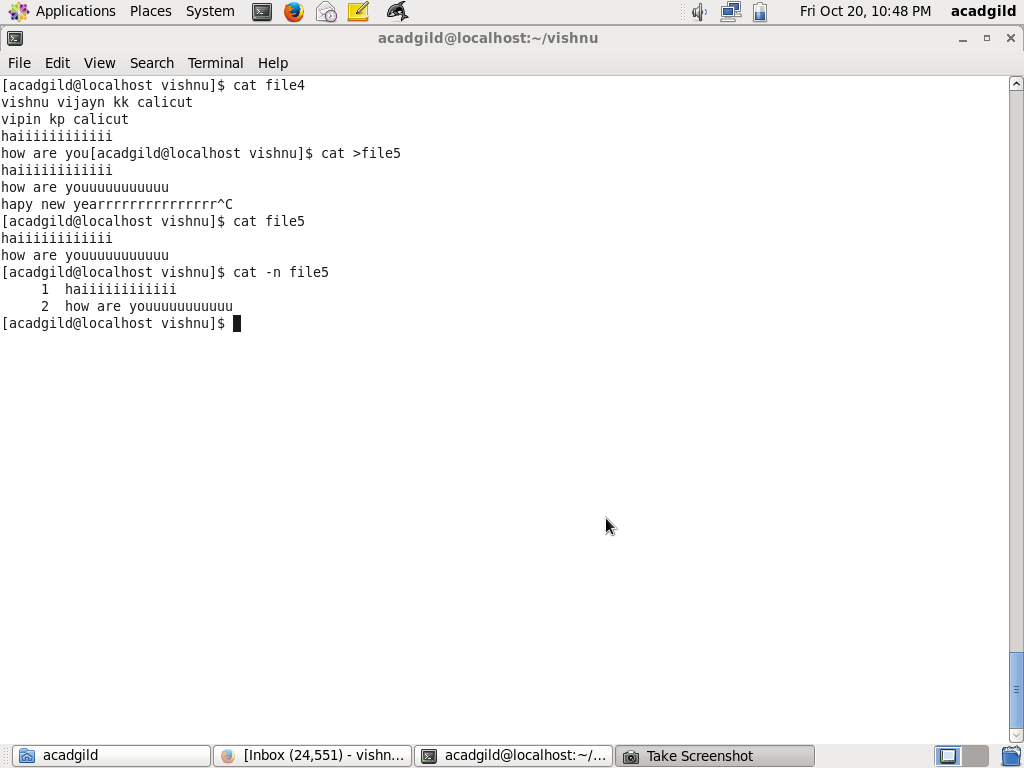 Applications Places System Fri Oct 20, 10:48 PM acadgild
acadgild@localhost:~/vishnu
File Edit View Search Terminal Help
[acadgild@localhost vishnu]$ cat file4
vishnu vijayn kk calicut
vipin kp calicut
haiiiiiiiiiiii
how are you[acadgild@localhost vishnu]$ cat >file5
haiiiiiiiiiiii
how are youuuuuuuuuuu
hapy new yearrrrrrrrrrrrrrr^C
[acadgild@localhost vishnu]$ cat file5
haiiiiiiiiiiii
how are youuuuuuuuuuu
[acadgild@localhost vishnu]$ cat -n file5
1 haiiiiiiiiiiii
2 how are youuuuuuuuuuu
[acadgild@localhost vishnu]$
acadgild [Inbox (24,551) - vishn... acadgild@localhost:~/... Take Screenshot